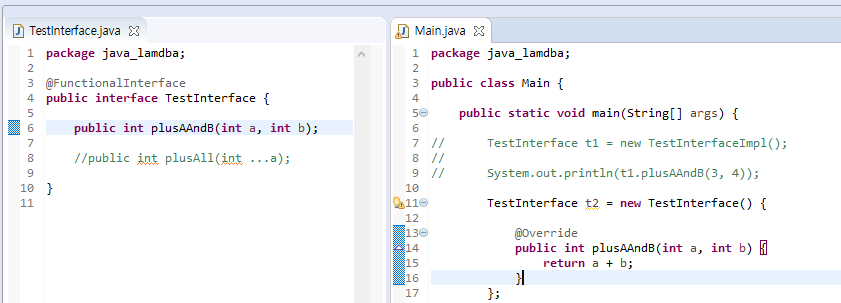 TestInterface.java
1 package java_lamdba;
2
3 @FunctionalInterface
4 public interface TestInterface {
5
6 public int plusAAndB(int a, int b);
7
8 //public int plusAll(int ...a);
9
10 }
11
Main.java
1 package java_lamdba;
2
3 public class Main {
4
5 public static void main(String[] args) {
6
7 // TestInterface t1 = new TestInterfaceImpl();
8 //
9 // System.out.println(t1.plusAAndB(3, 4));
10
11 TestInterface t2 = new TestInterface() {
12
13 @Override
14 public int plusAAndB(int a, int b) {
15 return a + b;
16 }
17 };